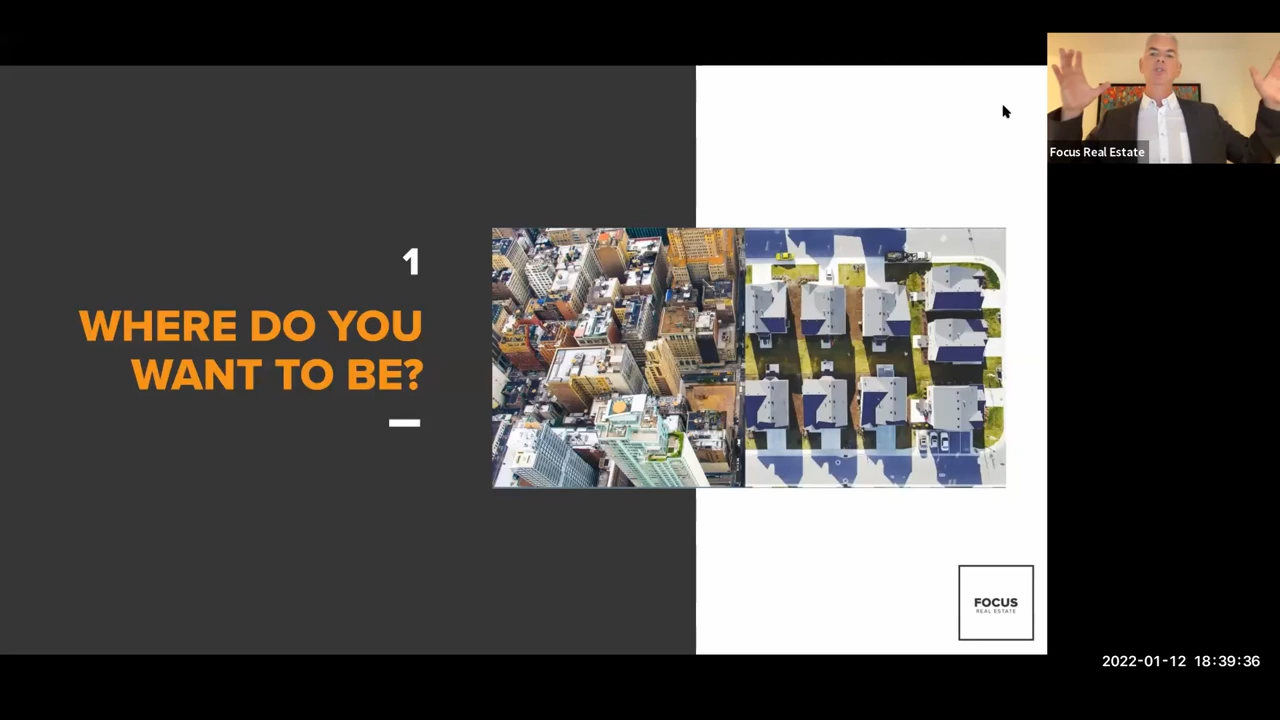 1
WHERE DO YOU
WANT TO BE?
FOCUS
REAL ESTATE
Focus Real Estate
2022-01-12 18:39:36